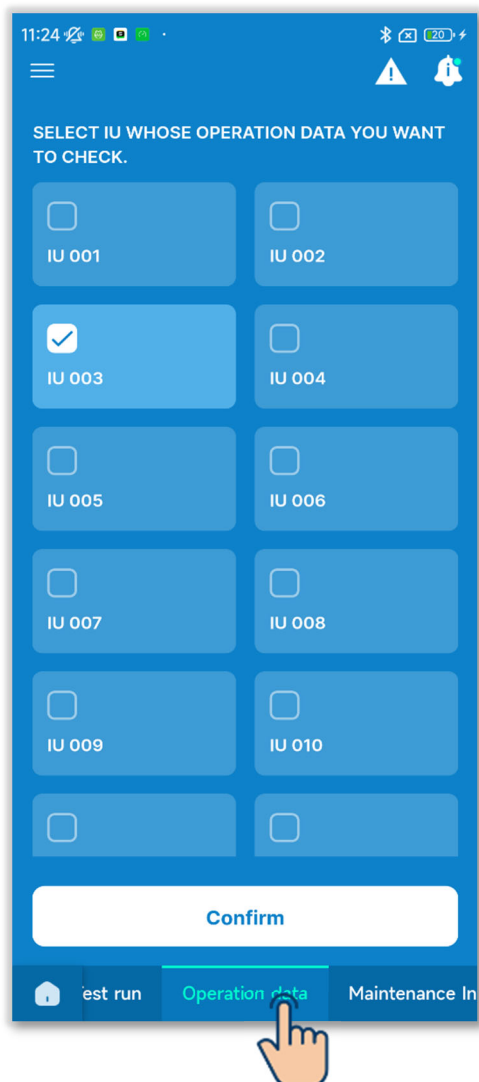 11:24
20
SELECT IU WHOSE OPERATION DATA YOU WANT
TO CHECK.
IU 001
IU 002
IU 003
IU 004
IU 005
IU 006
IU 007
IU 008
IU 009
IU 010
Confirm
est run
Operation data
Maintenance In